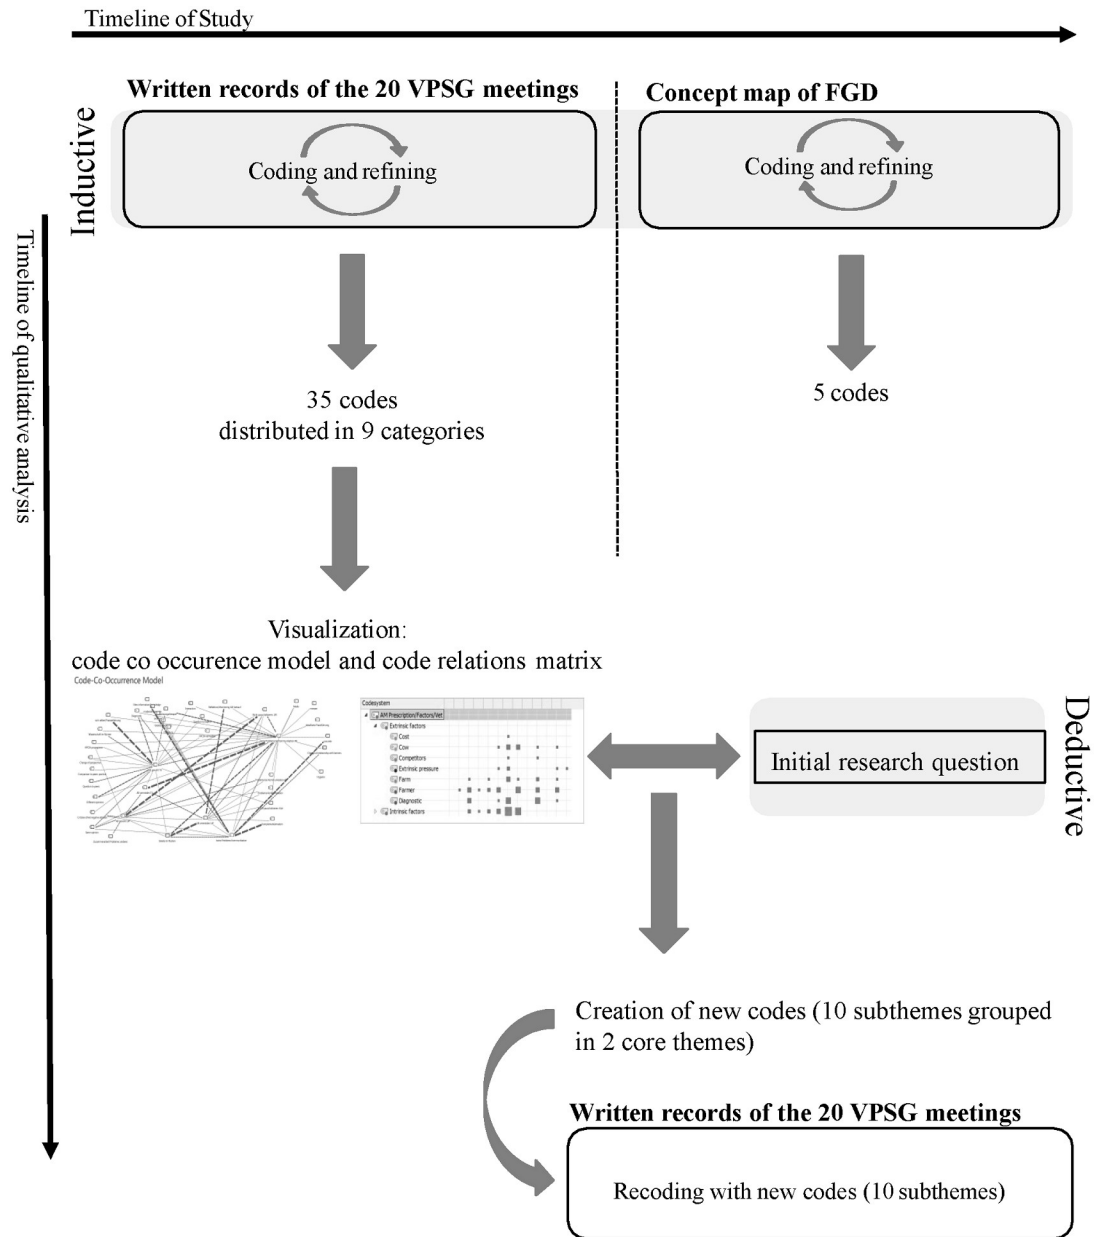 Timeline of Study
Written records of the 20 VPSG meetings
Concept map of FGD
Inductive
Coding and refining
Coding and refining
Timeline of qualitative analysis
35 codes
distributed in 9 categories
5 codes
Visualization:
code co occurence model and code relations matrix
Code-Co-Occurrence Model
Codesystem
AM Prescription/Factors/Vet
Extrinsic factors
Cost
Cow
Competitors
Extrinsic pressure
Farm
Farmer
Diagnostic
Intrinsic factors
Initial research question
Deductive
Creation of new codes (10 subthemes grouped
in 2 core themes)
Written records of the 20 VPSG meetings
Recoding with new codes (10 subthemes)